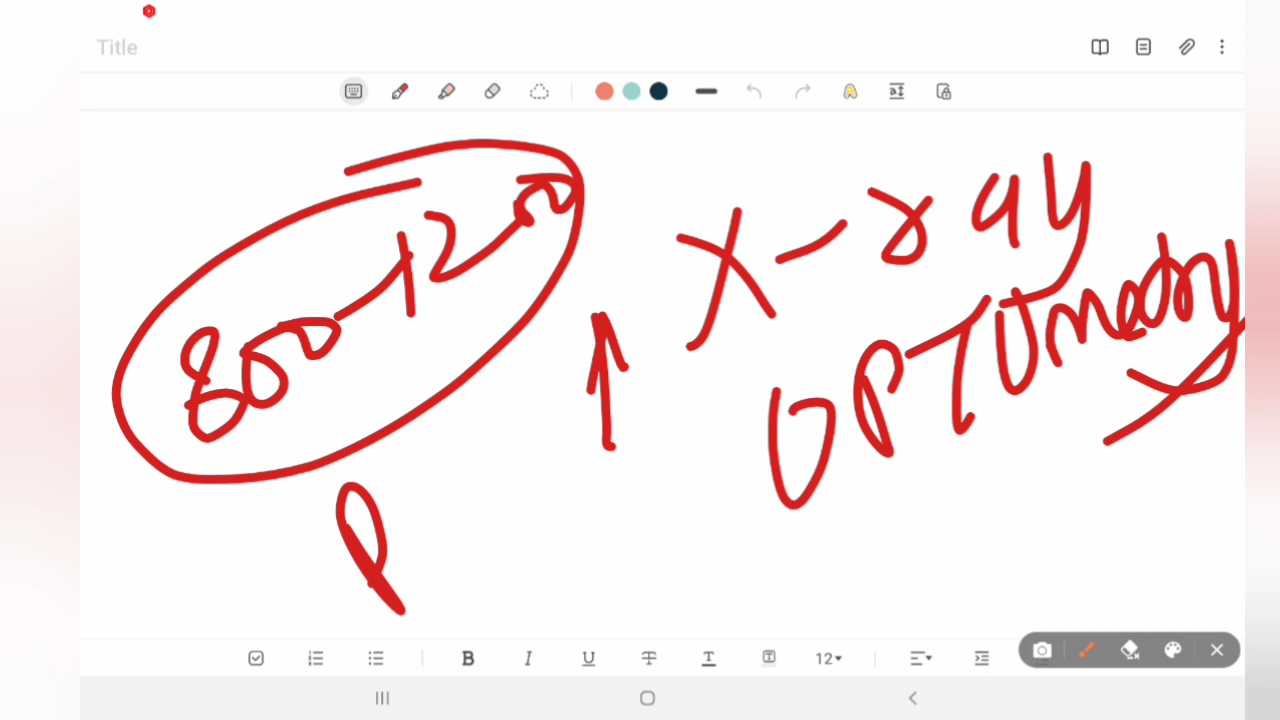 Title
800-1200
X-ray
OPTOmetry
P
B I U T T T 12